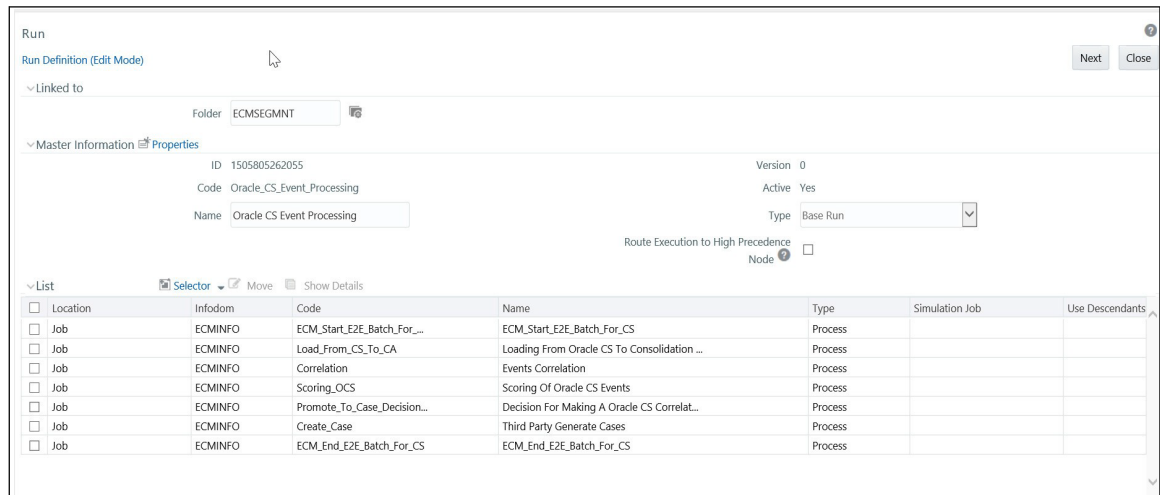 Run
Run Definition (Edit Mode)
Next Close
Linked to
Folder ECMSEGMNT
Master Information Properties
ID 1505805262055 Version 0
Code Oracle_CS_Event_Processing Active Yes
Name Oracle CS Event Processing Type Base Run
Route Execution to High Precedence
Node
List Selector Move Show Details
Location Infodom Code Name Type Simulation Job Use Descendants
Job ECMINFO ECM_Start_E2E_Batch_For_... ECM_Start_E2E_Batch_For_CS Process
Job ECMINFO Load_From_CS_To_CA Loading From Oracle CS To Consolidation ... Process
Job ECMINFO Correlation Events Correlation Process
Job ECMINFO Scoring_OCS Scoring Of Oracle CS Events Process
Job ECMINFO Promote_To_Case_Decision... Decision For Making A Oracle CS Correlat... Process
Job ECMINFO Create_Case Third Party Generate Cases Process
Job ECMINFO ECM_End_E2E_Batch_For_CS ECM_End_E2E_Batch_For_CS Process